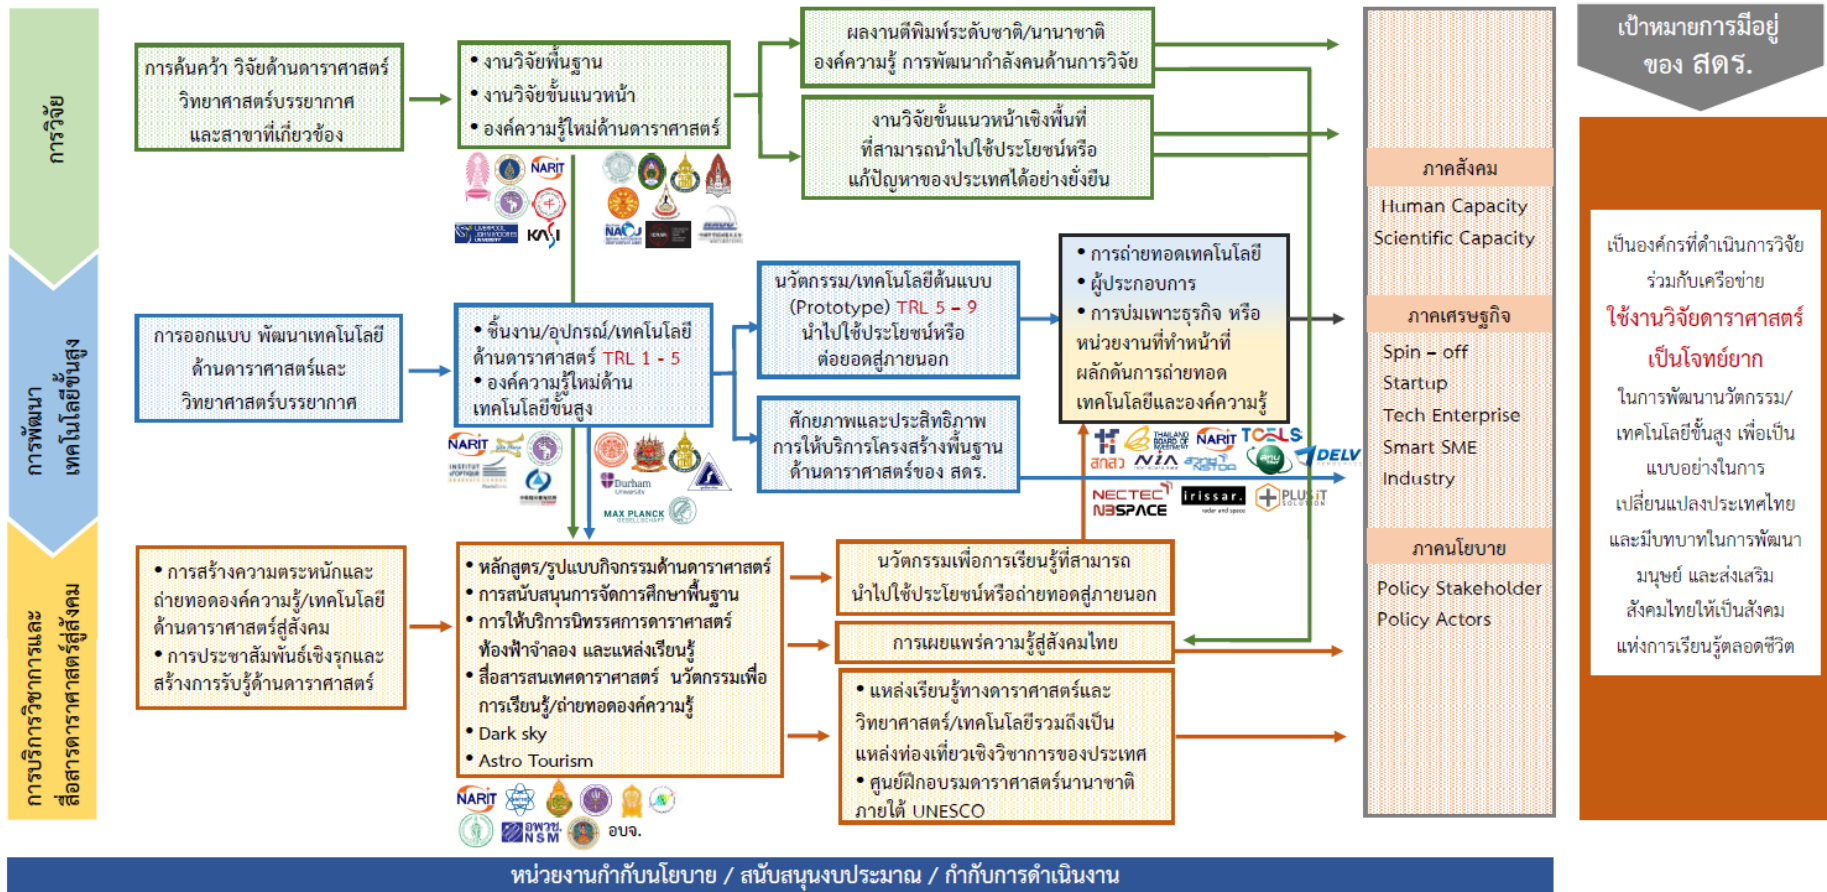 การวิจัย
การค้นคว้า วิจัยด้านดาราศาสตร์
วิทยาศาสตร์บรรยากาศ
และสาขาที่เกี่ยวข้อง
• งานวิจัยพื้นฐาน
• งานวิจัยขั้นแนวหน้า
• องค์ความรู้ใหม่ด้านดาราศาสตร์
ผลงานตีพิมพ์ระดับชาติ/นานาชาติ
องค์ความรู้ การพัฒนากำลังคนด้านการวิจัย
งานวิจัยขั้นแนวหน้าเชิงพื้นที่
ที่สามารถนำไปใช้ประโยชน์หรือ
แก้ปัญหาของประเทศได้อย่างยั่งยืน
NARIT
LIVERPOOL
JOHN MOORES
UNIVERSITY
KASI
NAOJ
การพัฒนา
เทคโนโลยีขั้นสูง
การออกแบบ พัฒนาเทคโนโลยี
ด้านดาราศาสตร์และ
วิทยาศาสตร์บรรยากาศ
• ชิ้นงาน/อุปกรณ์/เทคโนโลยี
ด้านดาราศาสตร์ TRL 1 - 5
• องค์ความรู้ใหม่ด้าน
เทคโนโลยีขั้นสูง
นวัตกรรม/เทคโนโลยีต้นแบบ
(Prototype) TRL 5 – 9
นำไปใช้ประโยชน์หรือ
ต่อยอดสู่ภายนอก
ศักยภาพและประสิทธิภาพ
การให้บริการโครงสร้างพื้นฐาน
ด้านดาราศาสตร์ของ สดร.
• การถ่ายทอดเทคโนโลยี
• ผู้ประกอบการ
• การบ่มเพาะธุรกิจ หรือ
หน่วยงานที่ทำหน้าที่
ผลักดันการถ่ายทอด
เทคโนโลยีและองค์ความรู้
NARIT
INSTITUT
d'OPTIQUE
Durham
University
MAX PLANCK
GESELLSCHAFT
สกสว
THAILAND
BOARD OF
INVESTMENT
NARIT
TOELS
NIA
สวทช
NSTDA
DELV
NECTEC
N3SPACE
irissar.
radar and space
PLUS IT
SOLUTION
การบริการวิชาการและ
สื่อสารดาราศาสตร์สู่สังคม
• การสร้างความตระหนักและ
ถ่ายทอดองค์ความรู้/เทคโนโลยี
ด้านดาราศาสตร์สู่สังคม
• การประชาสัมพันธ์เชิงรุกและ
สร้างการรับรู้ด้านดาราศาสตร์
• หลักสูตร/รูปแบบกิจกรรมด้านดาราศาสตร์
• การสนับสนุนการจัดการศึกษาพื้นฐาน
• การให้บริการนิทรรศการดาราศาสตร์
ท้องฟ้าจำลอง และแหล่งเรียนรู้
• สื่อสารสนเทศดาราศาสตร์ นวัตกรรมเพื่อ
การเรียนรู้/ถ่ายทอดองค์ความรู้
• Dark sky
• Astro Tourism
นวัตกรรมเพื่อการเรียนรู้ที่สามารถ
นำไปใช้ประโยชน์หรือถ่ายทอดสู่ภายนอก
การเผยแพร่ความรู้สู่สังคมไทย
• แหล่งเรียนรู้ทางดาราศาสตร์และ
วิทยาศาสตร์/เทคโนโลยีรวมถึงเป็น
แหล่งท่องเที่ยวเชิงวิชาการของประเทศ
• ศูนย์ฝึกอบรมดาราศาสตร์นานาชาติ
ภายใต้ UNESCO
NARIT
อพวช.
NSM
อบจ.
ภาคสังคม
Human Capacity
Scientific Capacity
ภาคเศรษฐกิจ
Spin – off
Startup
Tech Enterprise
Smart SME
Industry
ภาคนโยบาย
Policy Stakeholder
Policy Actors
เป้าหมายการมีอยู่
ของ สดร.
เป็นองค์กรที่ดำเนินการวิจัย
ร่วมกับเครือข่าย
ใช้งานวิจัยดาราศาสตร์
เป็นโจทย์ยาก
ในการพัฒนานวัตกรรม/
เทคโนโลยีขั้นสูง เพื่อเป็น
แบบอย่างในการ
เปลี่ยนแปลงประเทศไทย
และมีบทบาทในการพัฒนา
มนุษย์ และส่งเสริม
สังคมไทยให้เป็นสังคม
แห่งการเรียนรู้ตลอดชีวิต
หน่วยงานกำกับนโยบาย / สนับสนุนงบประมาณ / กำกับการดำเนินงาน